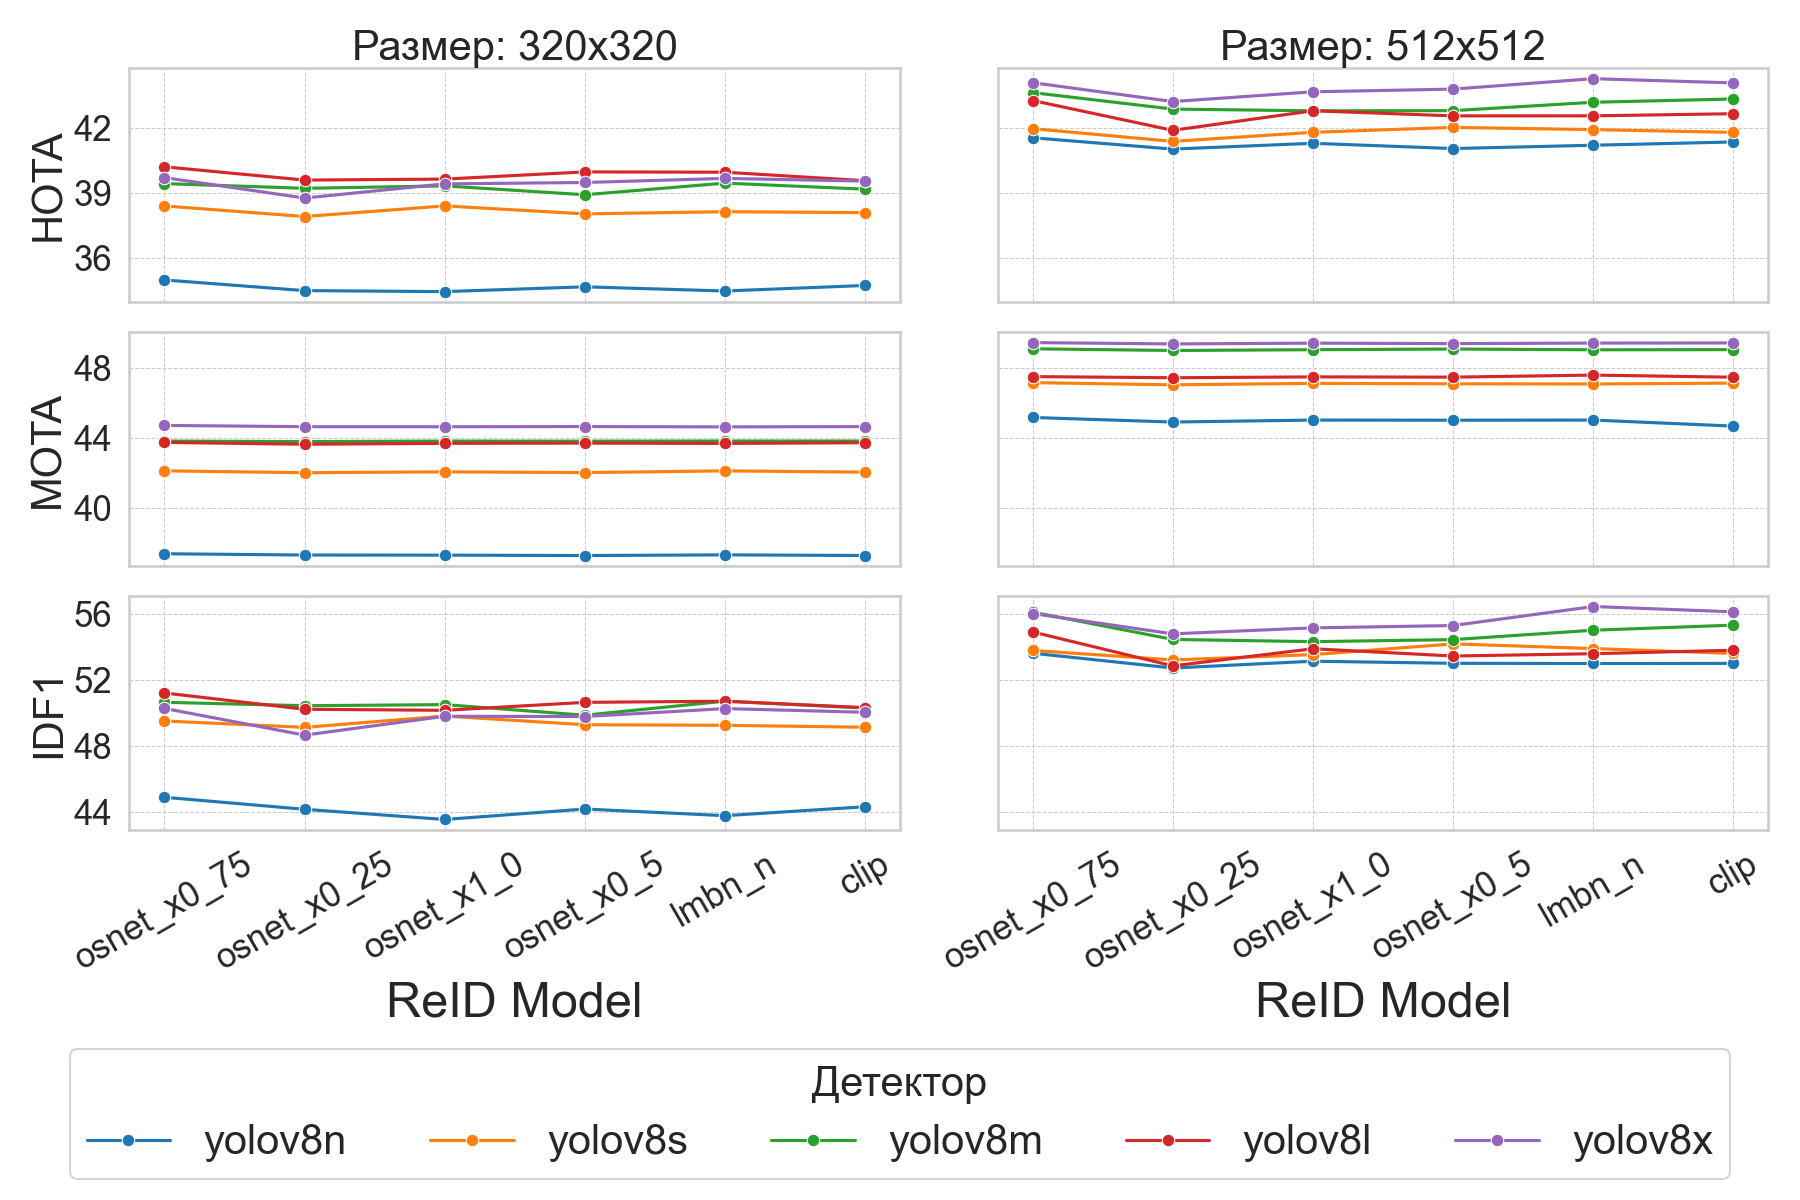 Размер: 320x320
Размер: 512x512
HOTA
42
39
36
MOTA
48
44
40
IDF1
56
52
48
44
osnet_x0_75
osnet_x0_25
osnet_x1_0
osnet_x0_5
lmbn_n
clip
osnet_x0_75
osnet_x0_25
osnet_x1_0
osnet_x0_5
lmbn_n
clip
ReID Model
ReID Model
Детектор
yolov8n yolov8s yolov8m yolov8l yolov8x